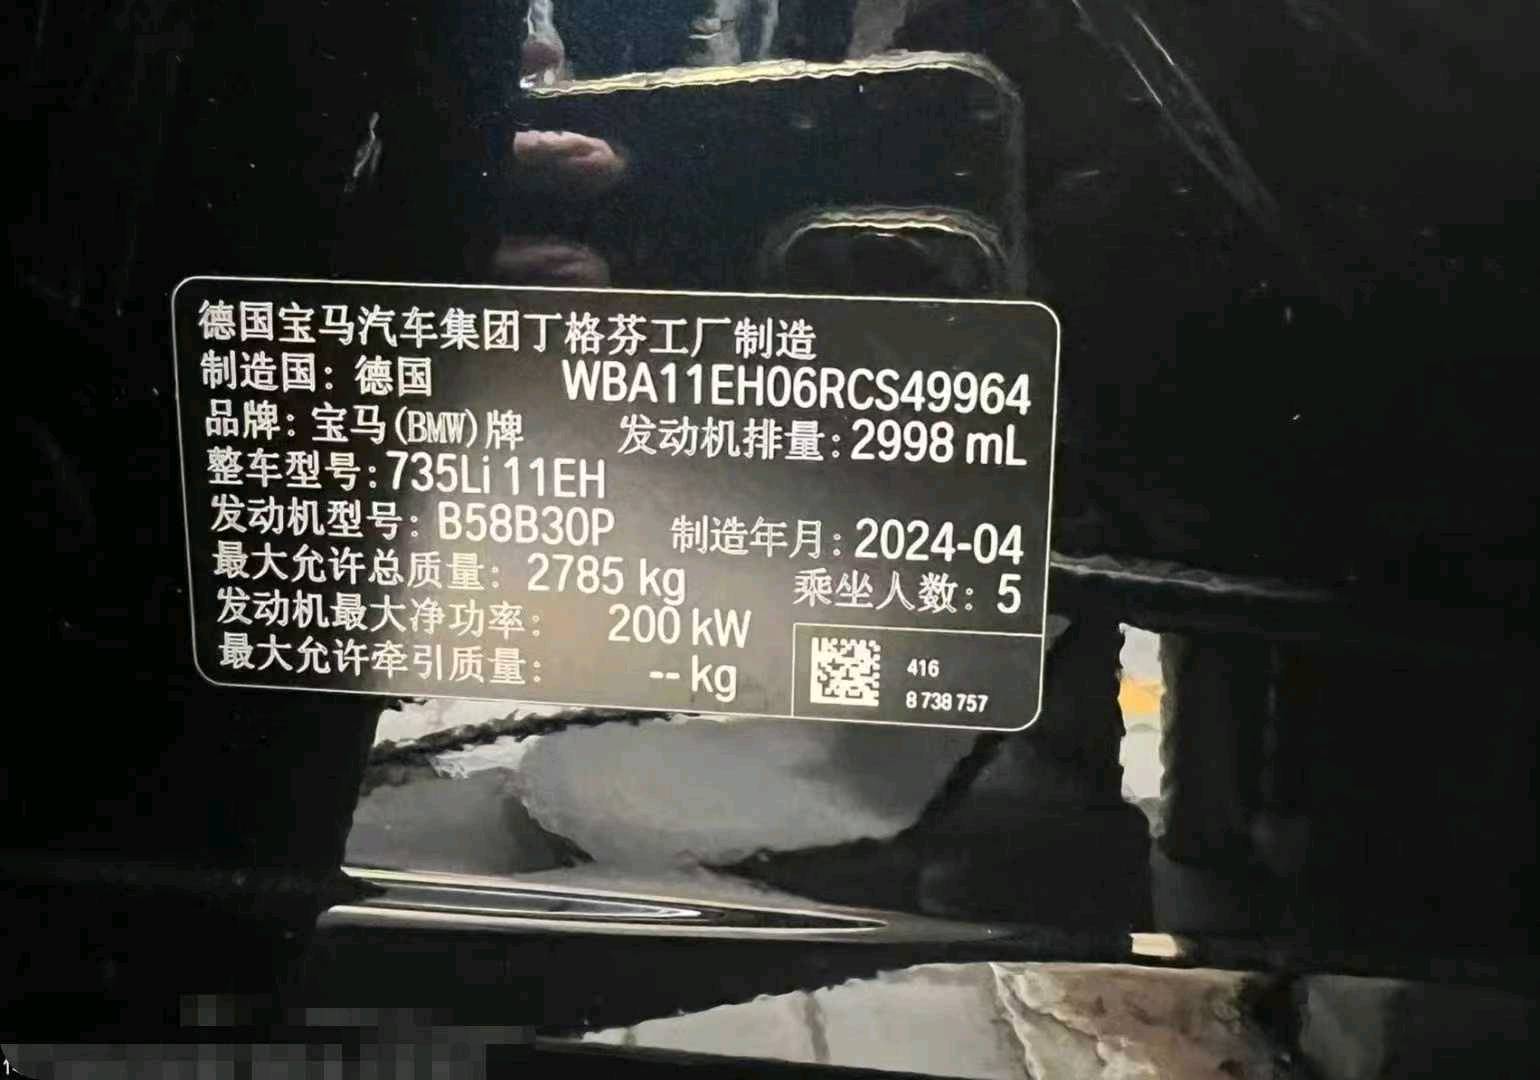 德国宝马汽车集团丁格芬工厂制造
制造国：德国 WBA11EH06RCS49964
品牌：宝马(BMW)牌 发动机排量：2998 mL
整车型号：735Li 11EH
发动机型号：B58B30P 制造年月：2024-04
最大允许总质量：2785 kg 乘坐人数：5
发动机最大净功率：200 kW
最大允许牵引质量：-- kg
416
8 738 757